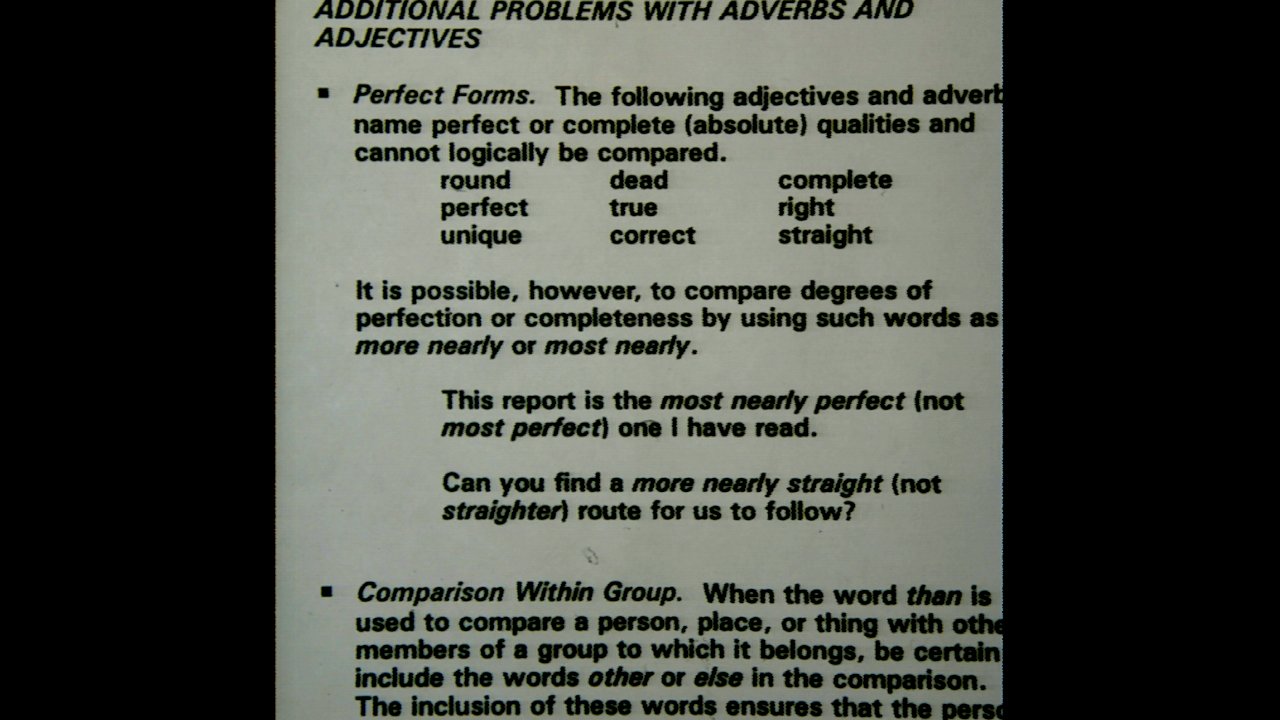 ADDITIONAL PROBLEMS WITH ADVERBS AND
ADJECTIVES
▪ Perfect Forms. The following adjectives and adverb
name perfect or complete (absolute) qualities and
cannot logically be compared.
round dead complete
perfect true right
unique correct straight
It is possible, however, to compare degrees of
perfection or completeness by using such words as
more nearly or most nearly.
This report is the most nearly perfect (not
most perfect) one I have read.
Can you find a more nearly straight (not
straighter) route for us to follow?
▪ Comparison Within Group. When the word than is
used to compare a person, place, or thing with othe
members of a group to which it belongs, be certain
include the words other or else in the comparison.
The inclusion of these words ensures that the perso